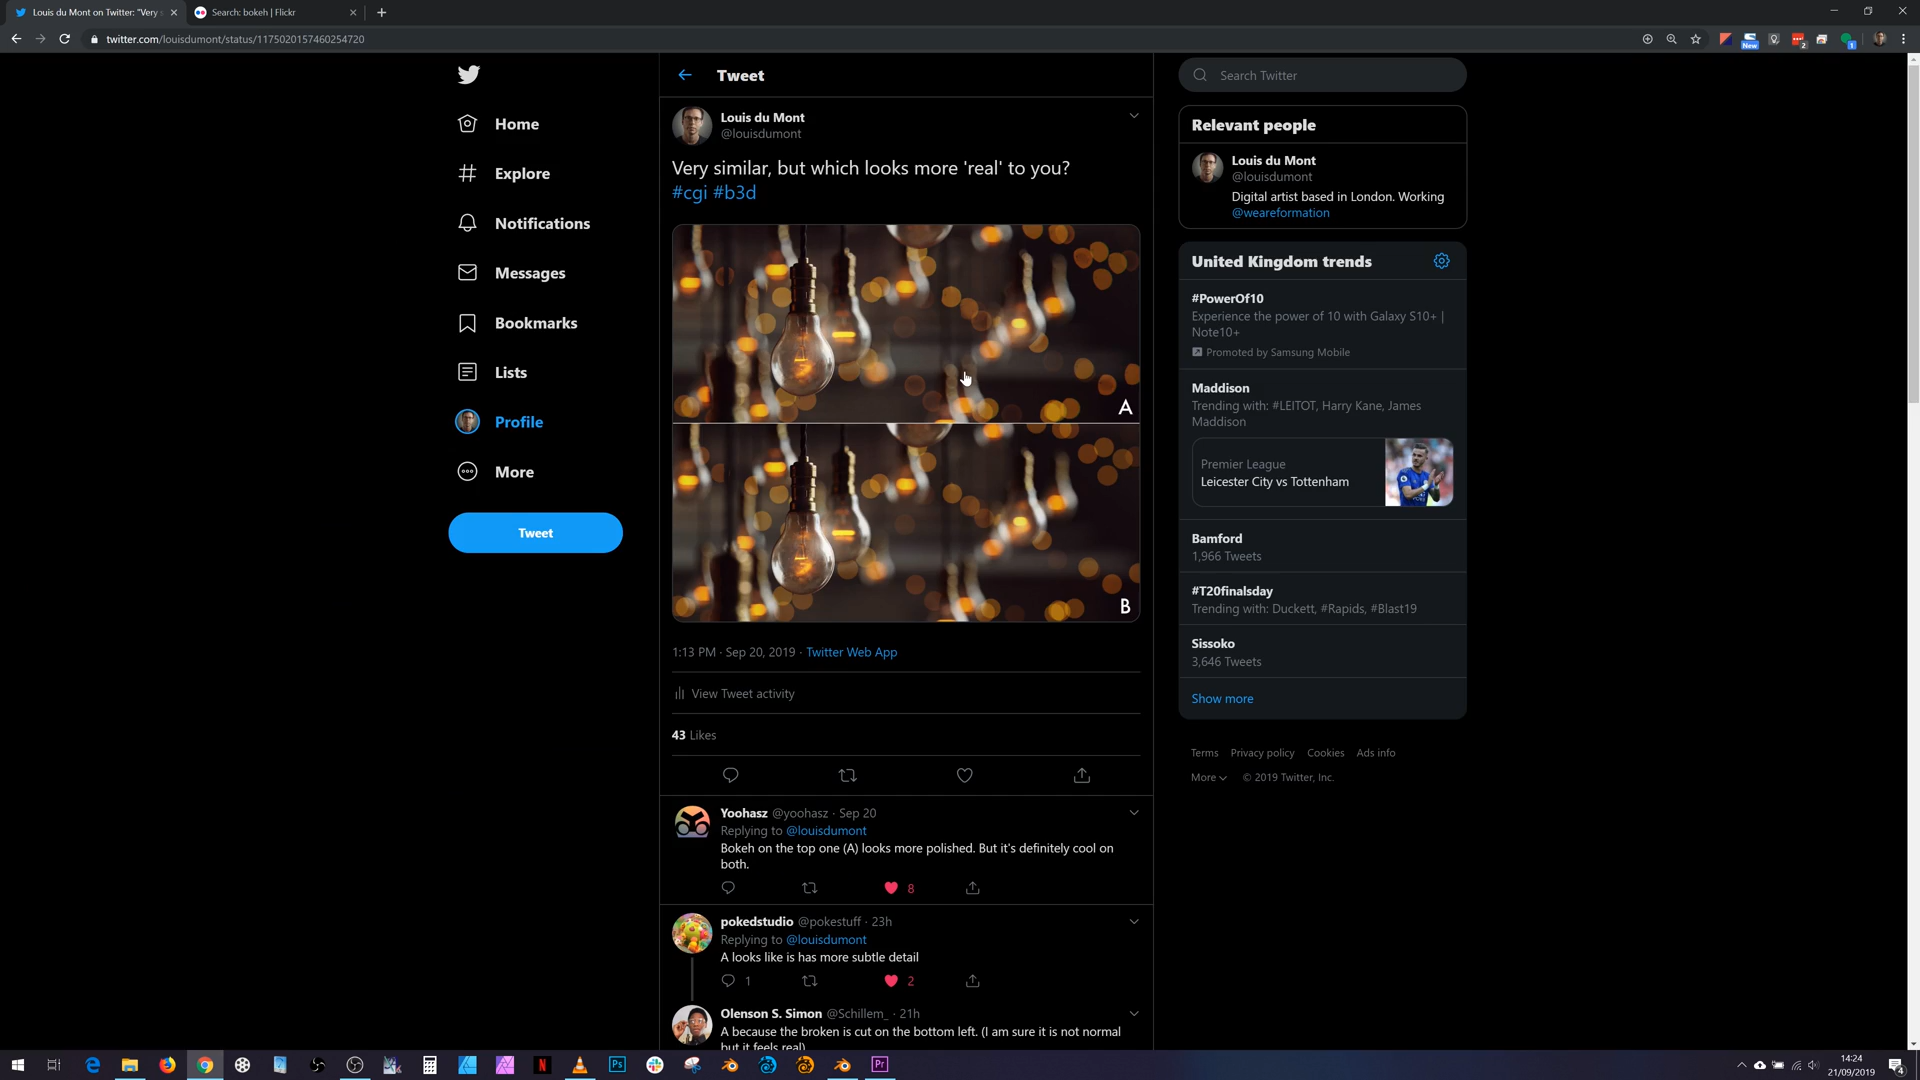 Louis du Mont on Twitter: "Very s
Search: bokeh | Flickr
twitter.com/louisdumont/status/1175020157460254720
New
2
1
Home
Explore
Notifications
Messages
Bookmarks
Lists
Profile
More
Tweet
Tweet
Louis du Mont
@louisdumont
Very similar, but which looks more 'real' to you?
#cgi #b3d
A
B
1:13 PM · Sep 20, 2019 · Twitter Web App
View Tweet activity
43 Likes
Yoohasz @yoohasz · Sep 20
Replying to @louisdumont
Bokeh on the top one (A) looks more polished. But it's definitely cool on
both.
8
pokedstudio @pokestuff · 23h
Replying to @louisdumont
A looks like is has more subtle detail
1
2
Olenson S. Simon @Schillem_ · 21h
A because the broken is cut on the bottom left. (I am sure it is not normal
but it feels real)
Search Twitter
Relevant people
Louis du Mont
@louisdumont
Digital artist based in London. Working
@weareformation
United Kingdom trends
#PowerOf10
Experience the power of 10 with Galaxy S10+ |
Note10+
Promoted by Samsung Mobile
Maddison
Trending with: #LEITOT, Harry Kane, James
Maddison
Premier League
Leicester City vs Tottenham
Bamford
1,966 Tweets
#T20finalsday
Trending with: Duckett, #Rapids, #Blast19
Sissoko
3,646 Tweets
Show more
Terms Privacy policy Cookies Ads info
More © 2019 Twitter, Inc.
N
Ps
Pr
14:24
21/09/2019
4